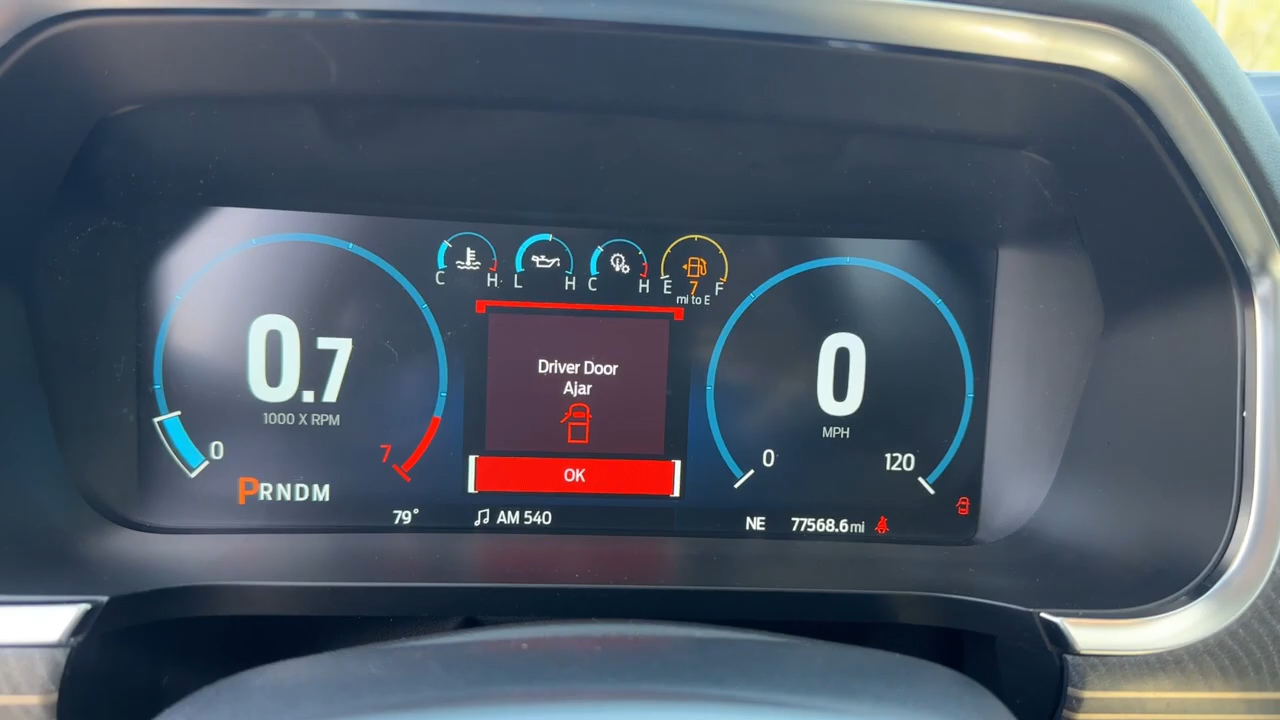 C H L H C H E 7 F
mi to E
0.7
1000 X RPM
0
7
PRNDM
79°
Driver Door
Ajar
OK
AM 540
0
MPH
0
120
NE
77568.6 mi